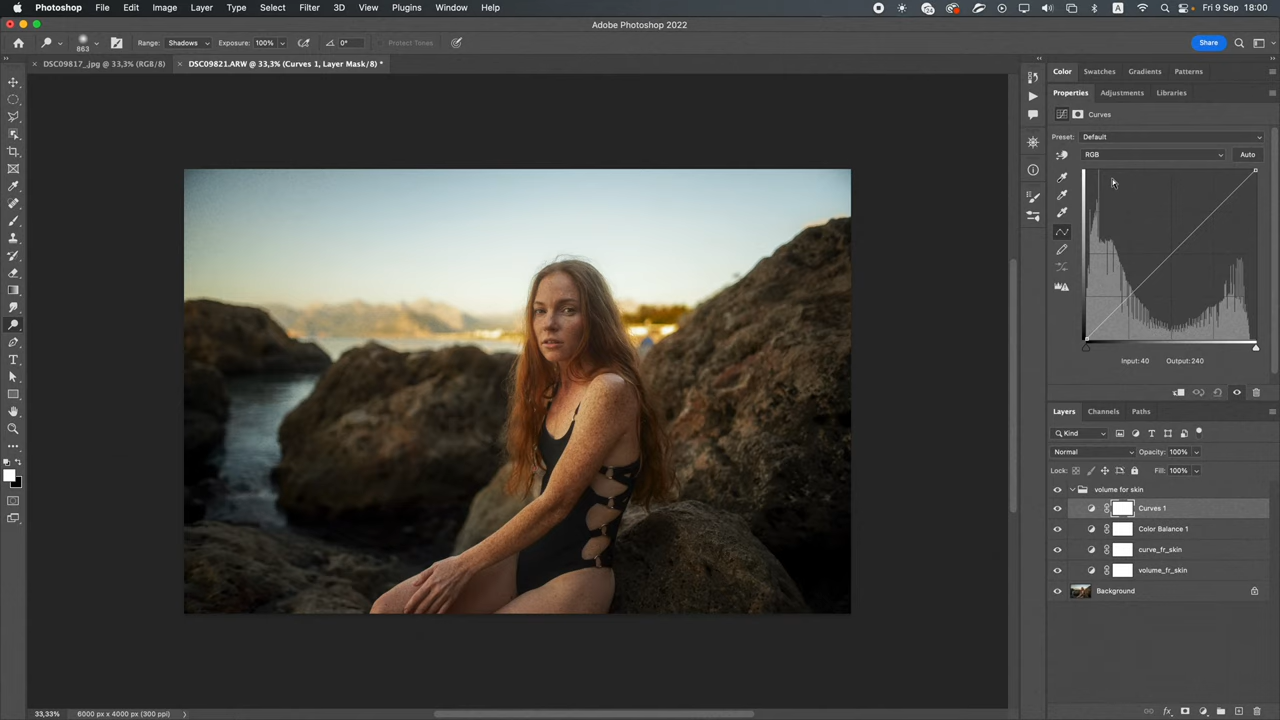 Photoshop File Edit Image Layer Type Select Filter 3D View Plugins Window Help 24 A Fri 9 Sep 18:00
Adobe Photoshop 2022
863 Range: Shadows Exposure: 100% 0° Protect Tones Share
DSC09817_.jpg @ 33,3% (RGB/8) DSC09821.ARW @ 33,3% (Curves 1, Layer Mask/8) *
Color Swatches Gradients Patterns
Properties Adjustments Libraries
Curves
Preset: Default
RGB Auto
Input: 40 Output: 240
Layers Channels Paths
Kind
Normal Opacity: 100%
Lock: Fill: 100%
volume for skin
Curves 1
Color Balance 1
curve_fr_skin
volume_fr_skin
Background
33,33% 6000 px x 4000 px (300 ppi)